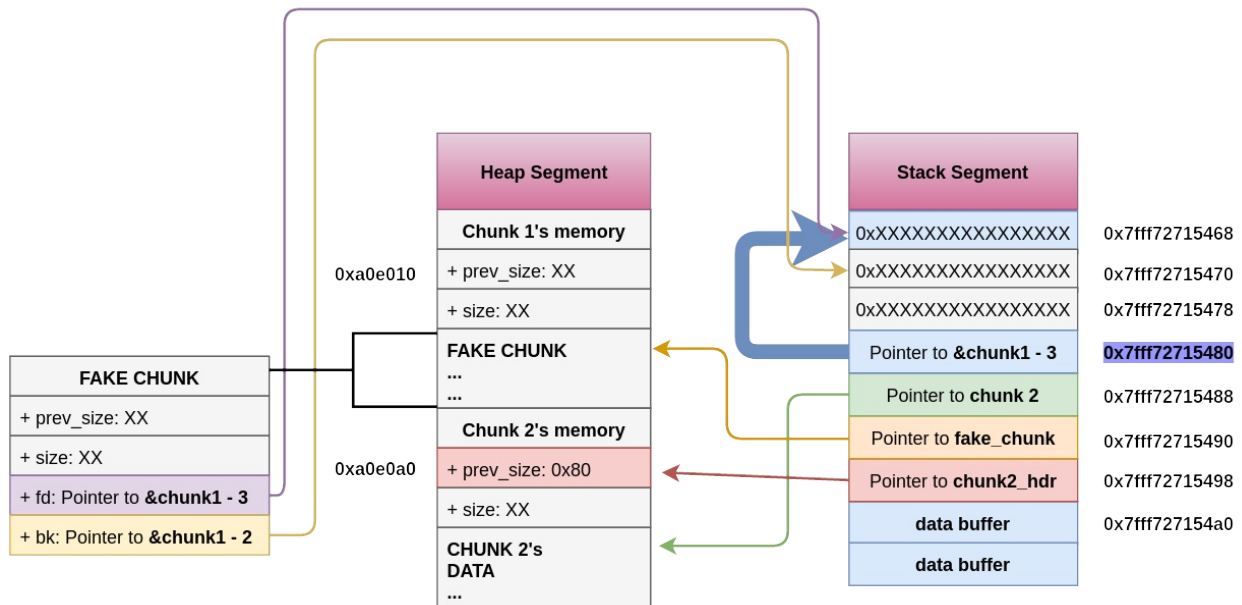 Heap Segment
Chunk 1's memory
0xa0e010
+ prev_size: XX
+ size: XX
FAKE CHUNK
...
...
Chunk 2's memory
0xa0e0a0
+ prev_size: 0x80
+ size: XX
CHUNK 2's
DATA
...
FAKE CHUNK
+ prev_size: XX
+ size: XX
+ fd: Pointer to &chunk1 - 3
+ bk: Pointer to &chunk1 - 2
Stack Segment
0xXXXXXXXXXXXXXXXX 0x7fff72715468
0xXXXXXXXXXXXXXXXX 0x7fff72715470
0xXXXXXXXXXXXXXXXX 0x7fff72715478
Pointer to &chunk1 - 3 0x7fff72715480
Pointer to chunk 2 0x7fff72715488
Pointer to fake_chunk 0x7fff72715490
Pointer to chunk2_hdr 0x7fff72715498
data buffer 0x7fff727154a0
data buffer